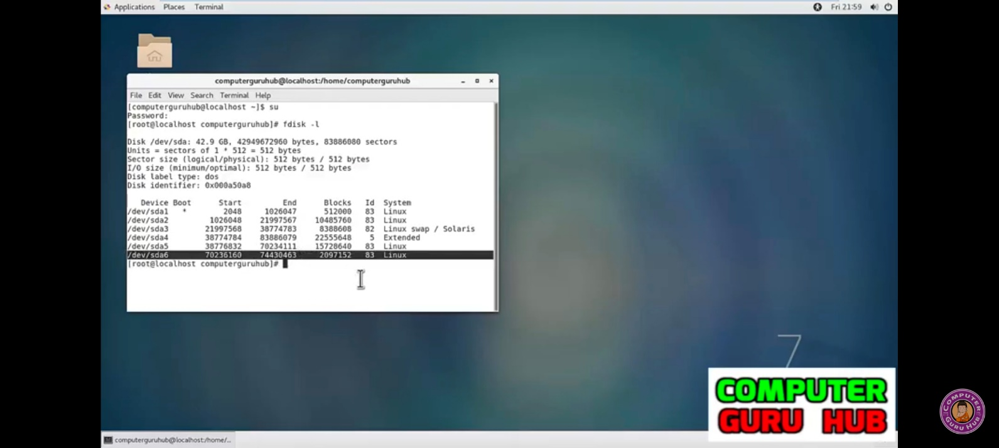 Applications Places Terminal
Fri 21:59
computerguruhub@localhost:/home/computerguruhub
File Edit View Search Terminal Help
[computerguruhub@localhost ~]$ su
Password:
[root@localhost computerguruhub]# fdisk -l
Disk /dev/sda: 42.9 GB, 42949672960 bytes, 83886080 sectors
Units = sectors of 1 * 512 = 512 bytes
Sector size (logical/physical): 512 bytes / 512 bytes
I/O size (minimum/optimal): 512 bytes / 512 bytes
Disk label type: dos
Disk identifier: 0x000a50a8
Device Boot Start End Blocks Id System
/dev/sda1 * 2048 1026047 512000 83 Linux
/dev/sda2 1026048 21997567 10485760 83 Linux
/dev/sda3 21997568 38774783 8388608 82 Linux swap / Solaris
/dev/sda4 38774784 83886079 22555648 5 Extended
/dev/sda5 38776832 70234111 15728640 83 Linux
/dev/sda6 70236160 74430463 2097152 83 Linux
[root@localhost computerguruhub]#
7
COMPUTER
GURU HUB
COMPUTER
GURU HUB
computerguruhub@localhost:/home/...